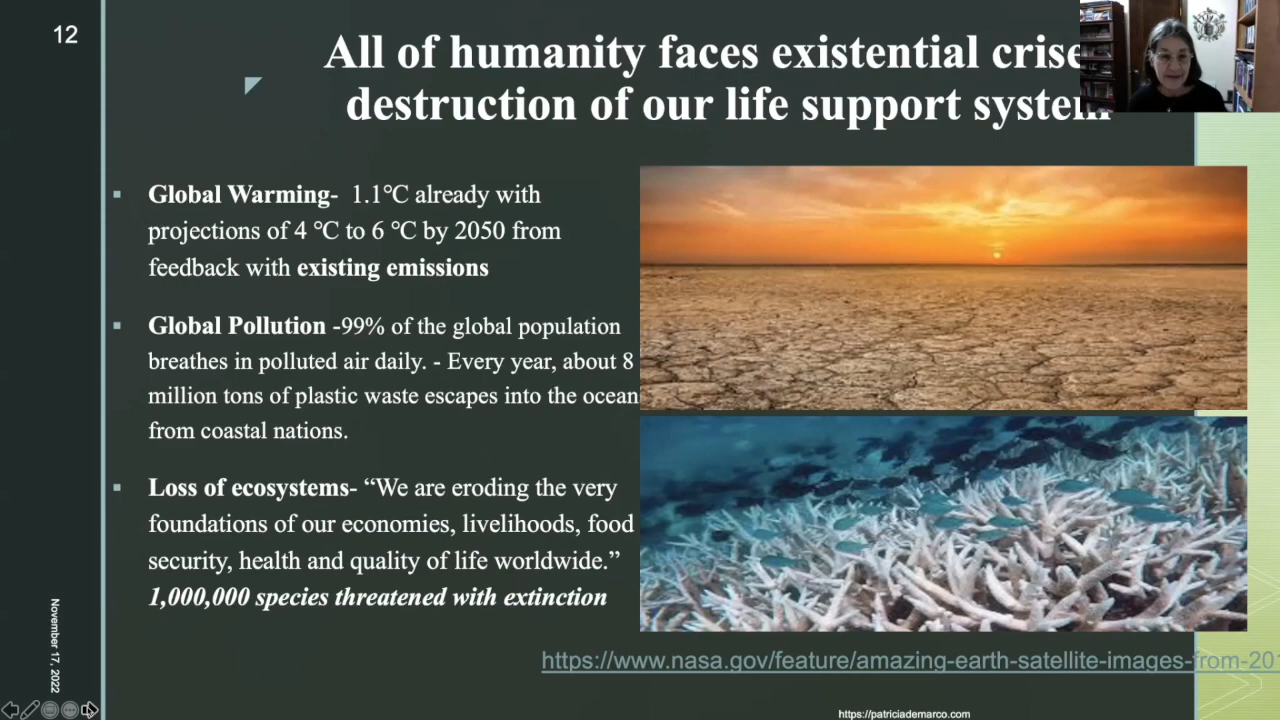 12
All of humanity faces existential crise
destruction of our life support system
Global Warming-  1.1°C already with
projections of 4 °C to 6 °C by 2050 from
feedback with existing emissions
Global Pollution -99% of the global population
breathes in polluted air daily. - Every year, about 8
million tons of plastic waste escapes into the ocean
from coastal nations.
Loss of ecosystems- “We are eroding the very
foundations of our economies, livelihoods, food
security, health and quality of life worldwide.”
1,000,000 species threatened with extinction
November 17, 2022
https://www.nasa.gov/feature/amazing-earth-satellite-images-from-201
https://patriciademarco.com